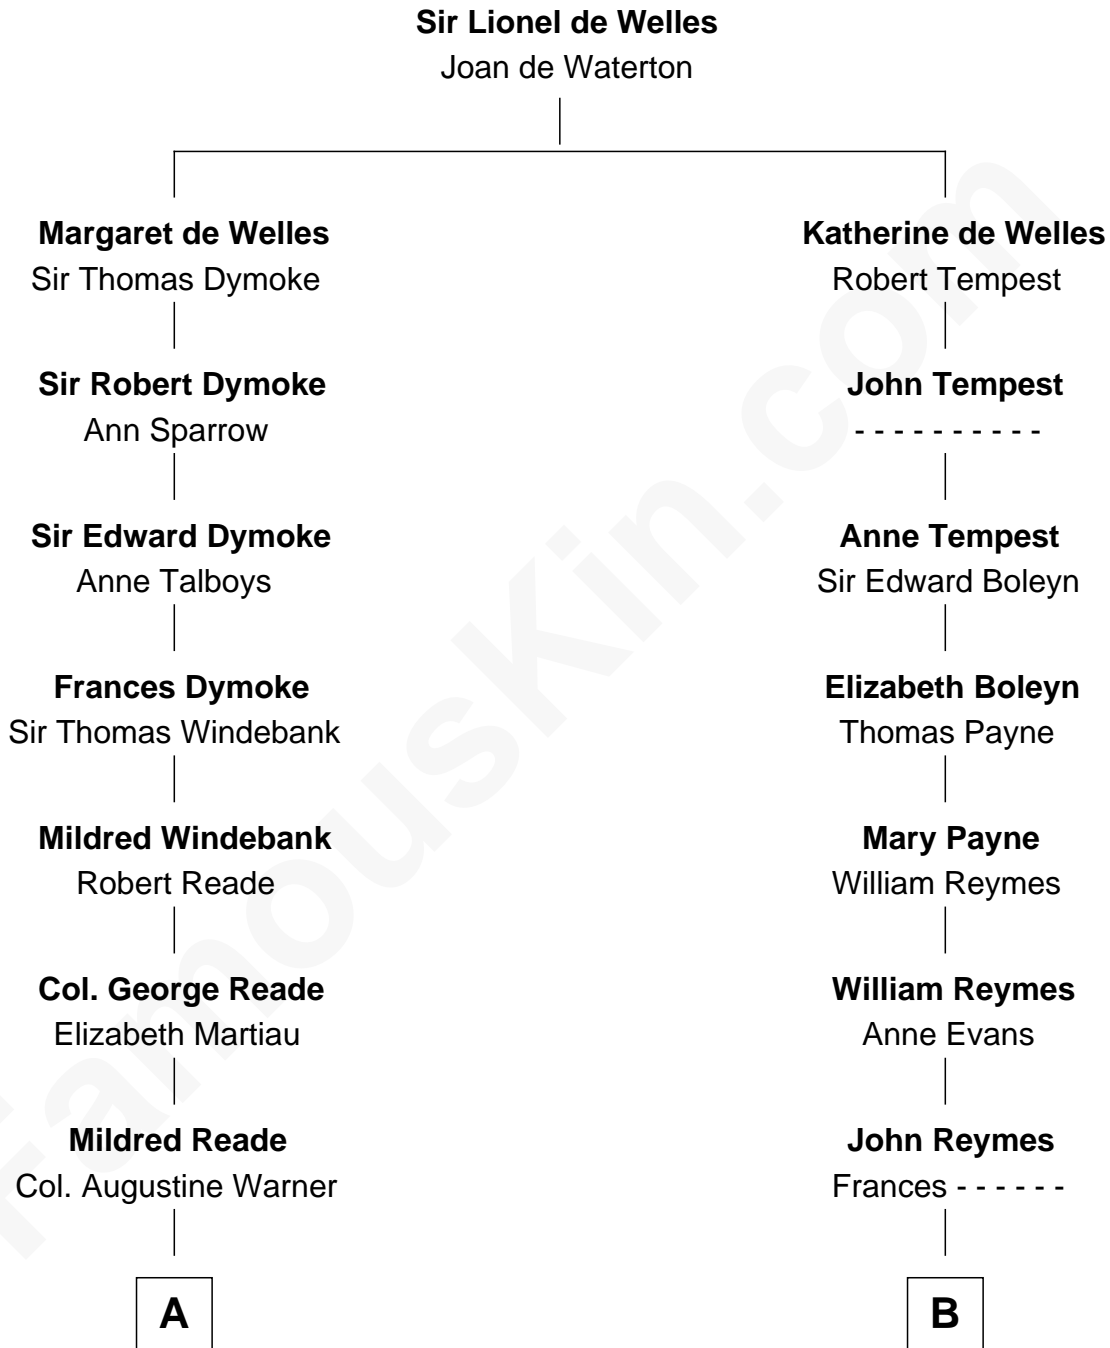 Sir Lionel de Welles
Joan de Waterton
Margaret de Welles
Sir Thomas Dymoke
Katherine de Welles
Robert Tempest
Sir Robert Dymoke
Ann Sparrow
John Tempest
- - - - - - - - - -
Sir Edward Dymoke
Anne Talboys
Anne Tempest
Sir Edward Boleyn
Frances Dymoke
Sir Thomas Windebank
Elizabeth Boleyn
Thomas Payne
Mildred Windebank
Robert Reade
Mary Payne
William Reymes
Col. George Reade
Elizabeth Martiau
William Reymes
Anne Evans
Mildred Reade
Col. Augustine Warner
John Reymes
Frances - - - - - -
A
B
FamousKin.com